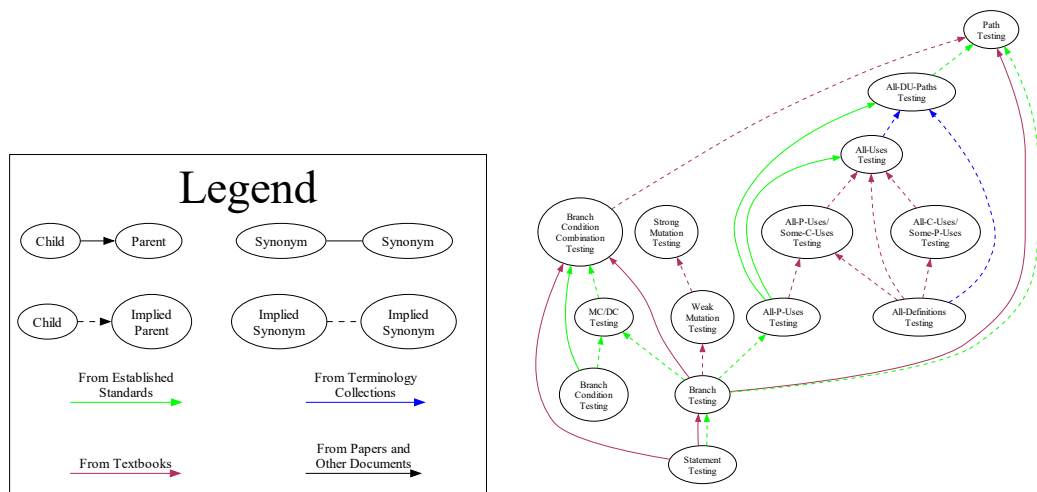 Legend
Child
Parent
Synonym
Synonym
Child
Implied
Parent
Implied
Synonym
Implied
Synonym
From Established
Standards
From Terminology
Collections
From Textbooks
From Papers and
Other Documents
Path
Testing
All-DU-Paths
Testing
All-Uses
Testing
Branch
Condition
Combination
Testing
Strong
Mutation
Testing
All-P-Uses/
Some-C-Uses
Testing
All-C-Uses/
Some-P-Uses
Testing
MC/DC
Testing
Weak
Mutation
Testing
All-P-Uses
Testing
All-Definitions
Testing
Branch
Condition
Testing
Branch
Testing
Statement
Testing